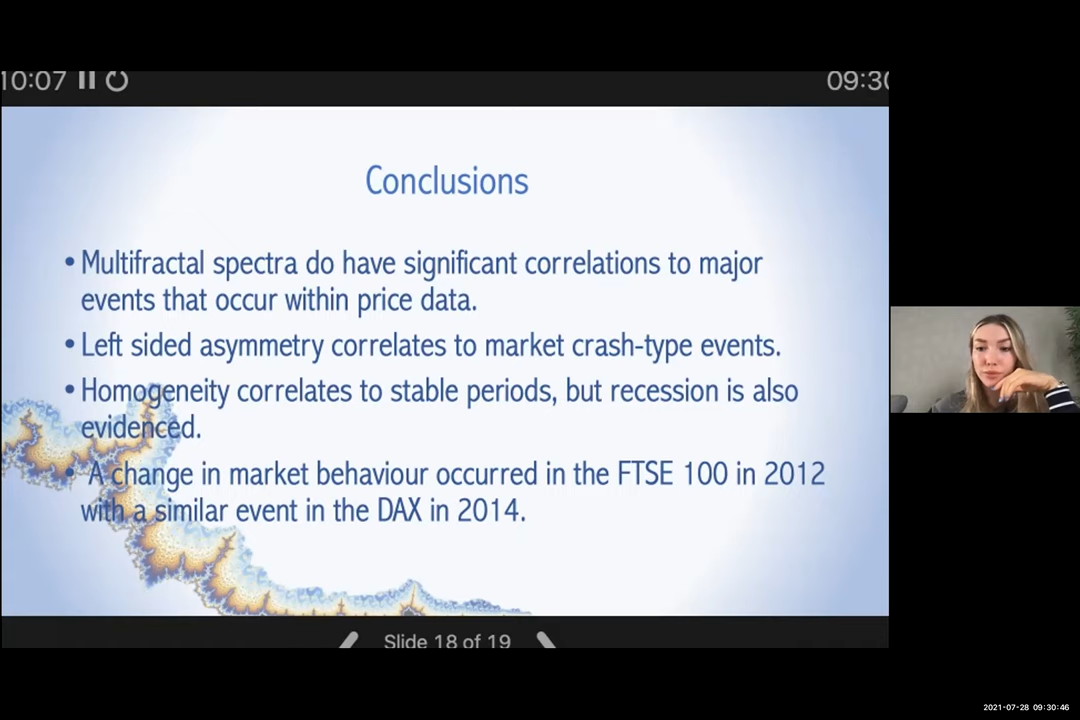 10:07
09:30
Conclusions
• Multifractal spectra do have significant correlations to major
events that occur within price data.
• Left sided asymmetry correlates to market crash-type events.
• Homogeneity correlates to stable periods, but recession is also
evidenced.
• A change in market behaviour occurred in the FTSE 100 in 2012
with a similar event in the DAX in 2014.
Slide 18 of 19
2021-07-28 09:30:46